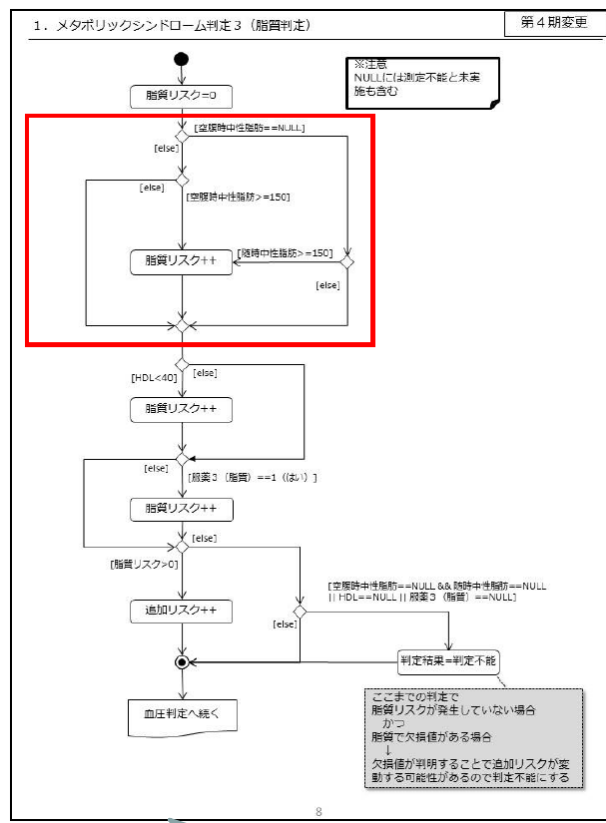 1. メタボリックシンドローム判定３（脂質判定）
第４期変更
※注意
NULLには測定不能と未実
施も含む
脂質リスク=0
[空腹時中性脂肪==NULL]
[else]
[else]
[空腹時中性脂肪>=150]
脂質リスク++
[随時中性脂肪>=150]
[else]
[HDL<40]
[else]
脂質リスク++
[else]
[服薬３（脂質）==1（はい）]
脂質リスク++
[else]
[脂質リスク>0]
[空腹時中性脂肪==NULL && 随時中性脂肪==NULL
|| HDL==NULL || 服薬３（脂質）==NULL]
追加リスク++
[else]
判定結果=判定不能
血圧判定へ続く
ここまでの判定で
脂質リスクが発生していない場合
かつ
脂質で欠損値がある場合
↓
欠損値が判明することで追加リスクが変
動する可能性があるので判定不能にする
8